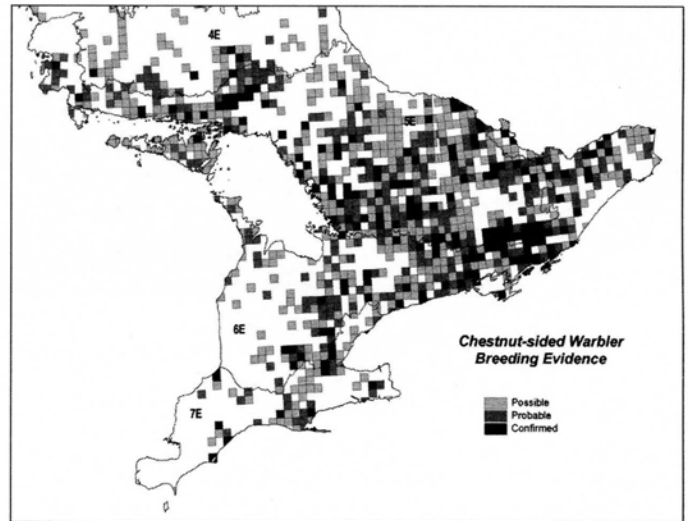 4E
5E
6E
Chestnut-sided Warbler
Breeding Evidence
Possible
Probable
Confirmed
7E